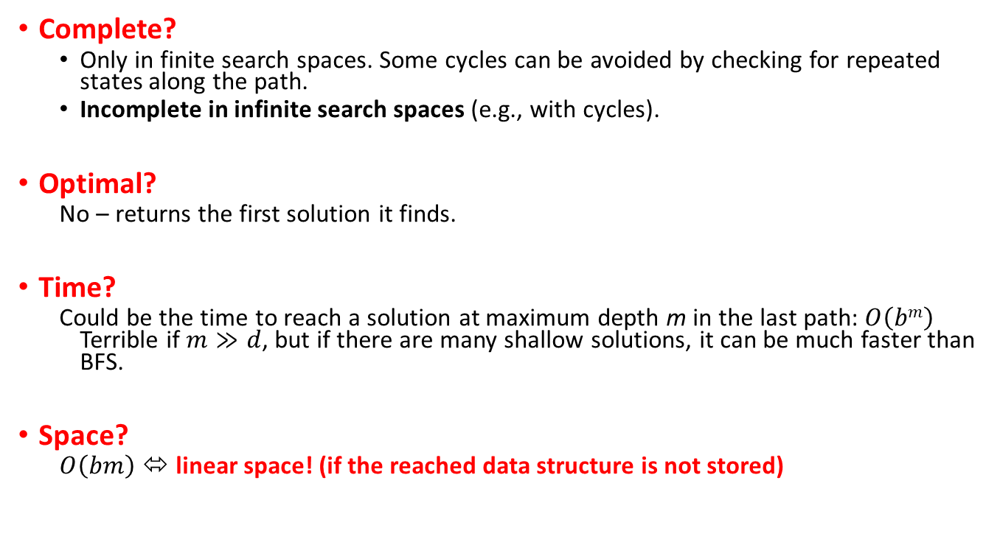 • Complete?
• Only in finite search spaces. Some cycles can be avoided by checking for repeated
states along the path.
• Incomplete in infinite search spaces (e.g., with cycles).
• Optimal?
No – returns the first solution it finds.
• Time?
Could be the time to reach a solution at maximum depth m in the last path: O(bᵐ)
Terrible if m ≫ d, but if there are many shallow solutions, it can be much faster than
BFS.
• Space?
O(bm) ⬄ linear space! (if the reached data structure is not stored)